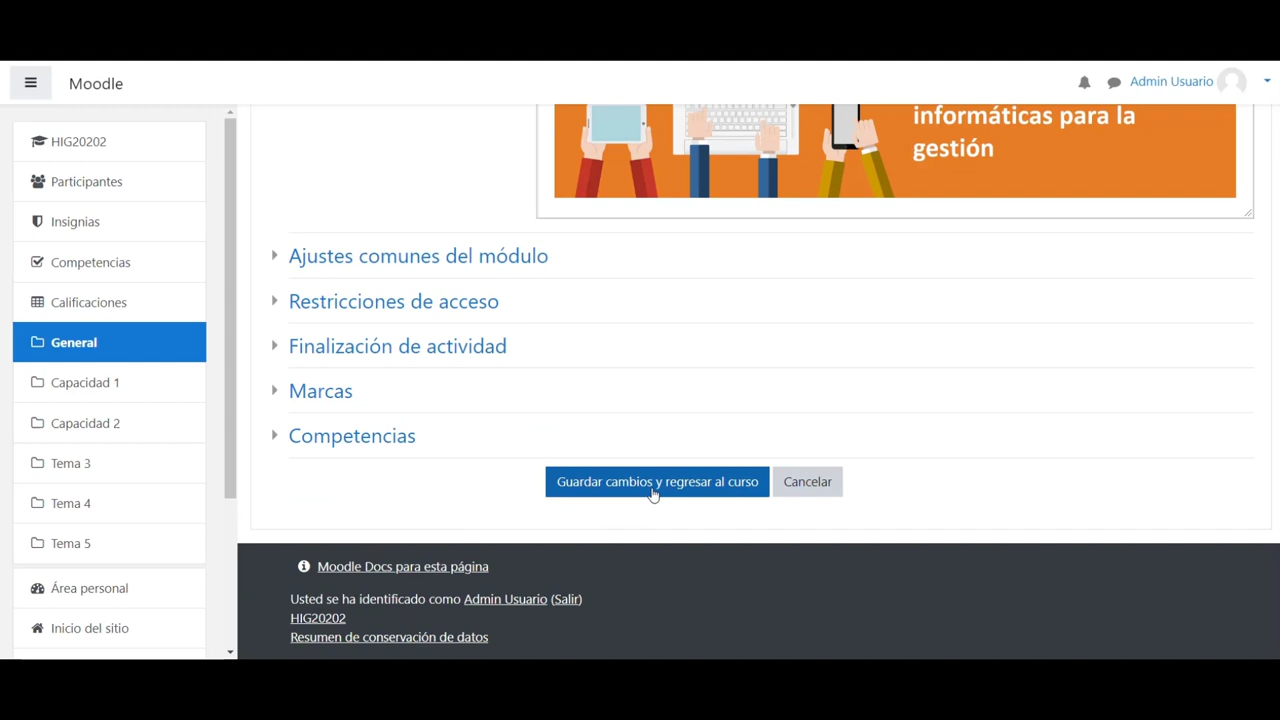 Moodle
Admin Usuario
informáticas para la
gestión
HIG20202
Participantes
Insignias
Competencias
Calificaciones
General
Capacidad 1
Capacidad 2
Tema 3
Tema 4
Tema 5
Área personal
Inicio del sitio
Ajustes comunes del módulo
Restricciones de acceso
Finalización de actividad
Marcas
Competencias
Guardar cambios y regresar al curso
Cancelar
Moodle Docs para esta página
Usted se ha identificado como Admin Usuario (Salir)
HIG20202
Resumen de conservación de datos